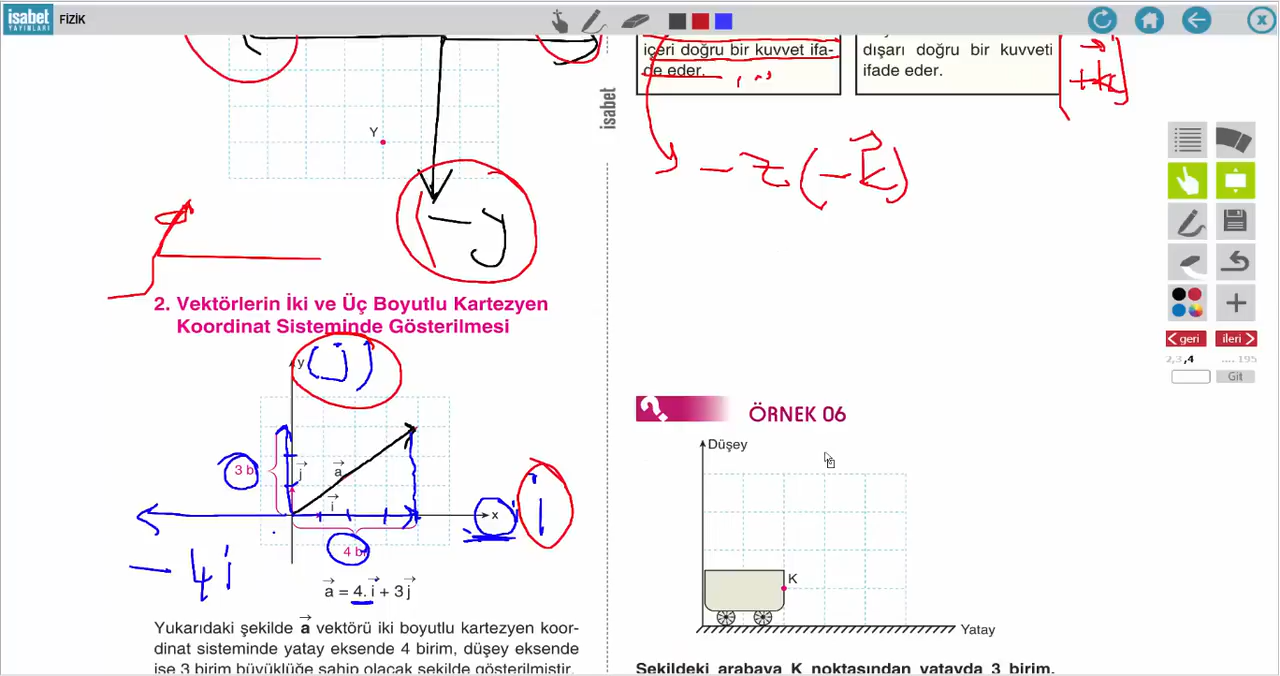 isabet
YAYINLARI
FİZİK
Y
- y
2. Vektörlerin İki ve Üç Boyutlu Kartezyen
Koordinat Sisteminde Gösterilmesi
y
(j)
3 b
j
a
i
x
i
4 bi
- 4 i
a = 4. i + 3 j
Yukarıdaki şekilde a vektörü iki boyutlu kartezyen koor-
dinat sisteminde yatay eksende 4 birim, düşey eksende
ise 3 birim büyüklüğe sahip olacak şekilde gösterilmiştir.
isabet
içeri doğru bir kuvvet ifa-
de eder.
dışarı doğru bir kuvveti
ifade eder.
+k
- z (-k)
ÖRNEK 06
Düşey
K
Yatay
Şekildeki arabaya K noktasından yatayda 3 birim,
geri
ileri
2,3,4
.... 195
Git